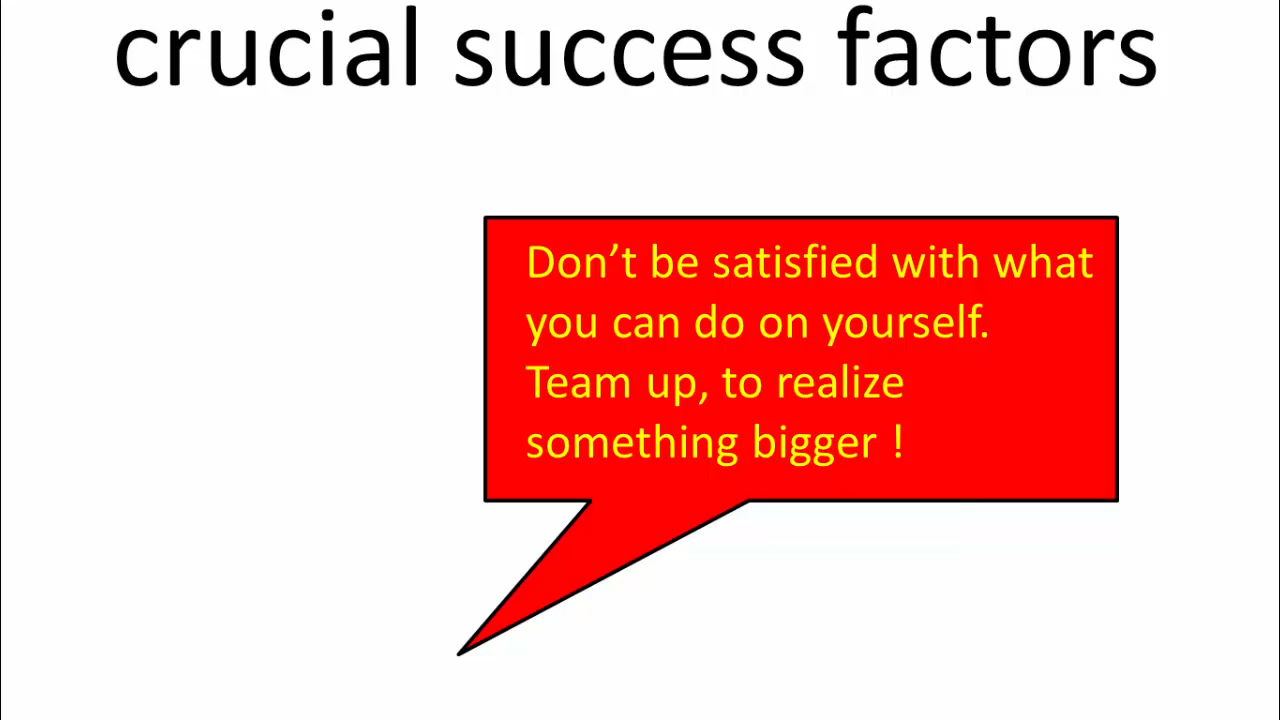 crucial success factors
Don’t be satisfied with what
you can do on yourself.
Team up, to realize
something bigger !